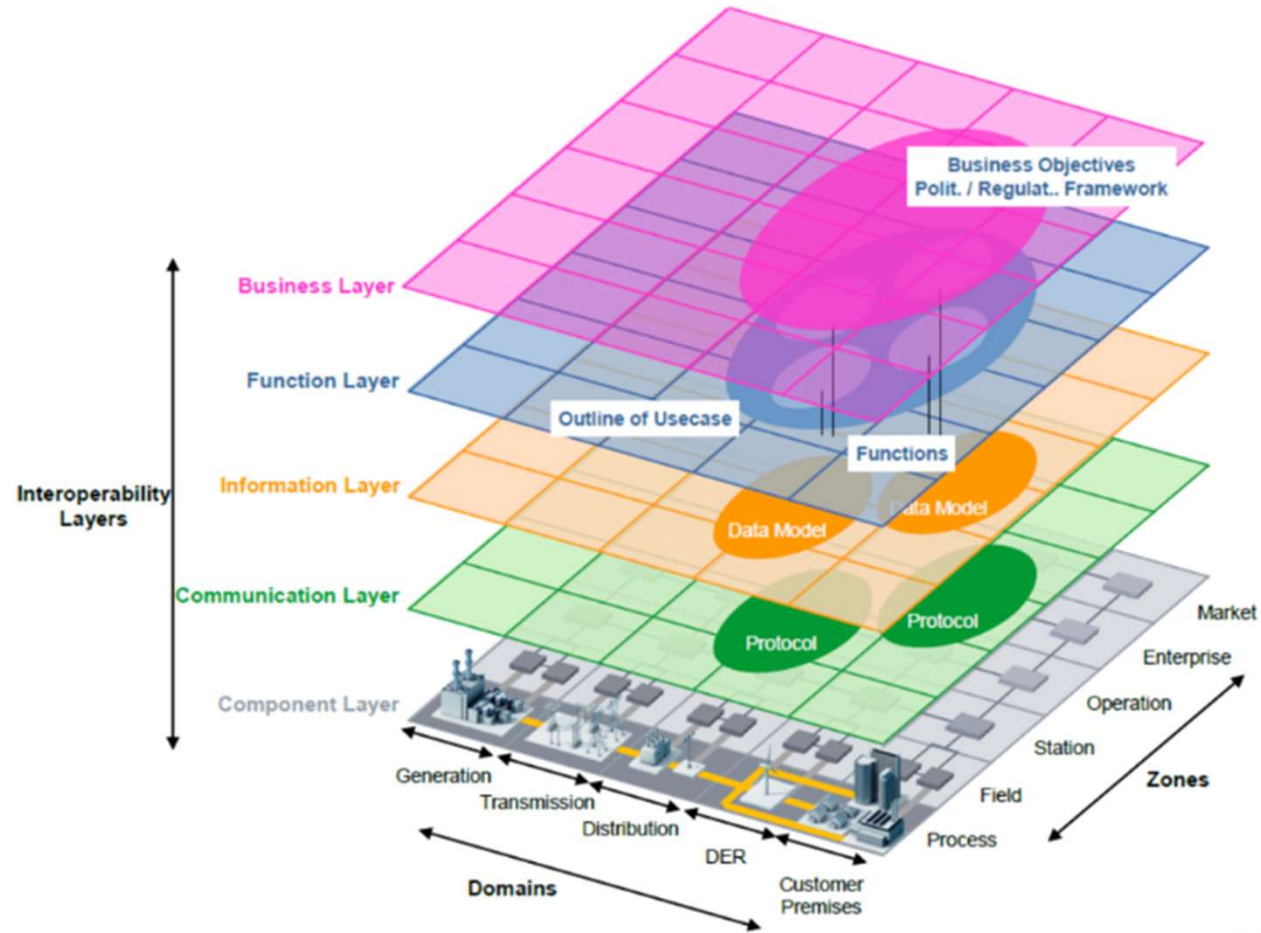 Business Objectives
Polit. / Regulat.. Framework
Business Layer
Function Layer
Outline of Usecase
Functions
Information Layer
Interoperability
Layers
Data Model
Data Model
Communication Layer
Protocol
Protocol
Component Layer
Market
Enterprise
Operation
Station
Field
Process
Zones
Generation
Transmission
Distribution
DER
Customer
Premises
Domains